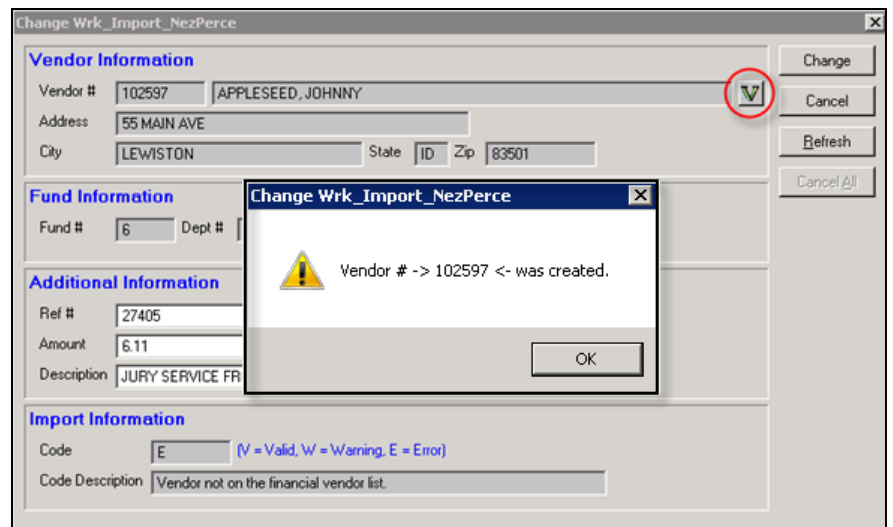 Change Wrk_Import_NezPerce
Vendor Information
Vendor # 102597 APPLESEED, JOHNNY V
Address 55 MAIN AVE
City LEWISTON State ID Zip 83501
Change
Cancel
Refresh
Cancel All
Fund Information
Fund # 6 Dept #
Change Wrk_Import_NezPerce
Vendor # -> 102597 <- was created.
OK
Additional Information
Ref # 27405
Amount 6.11
Description JURY SERVICE FR
Import Information
Code E (V = Valid, W = Warning, E = Error)
Code Description Vendor not on the financial vendor list.